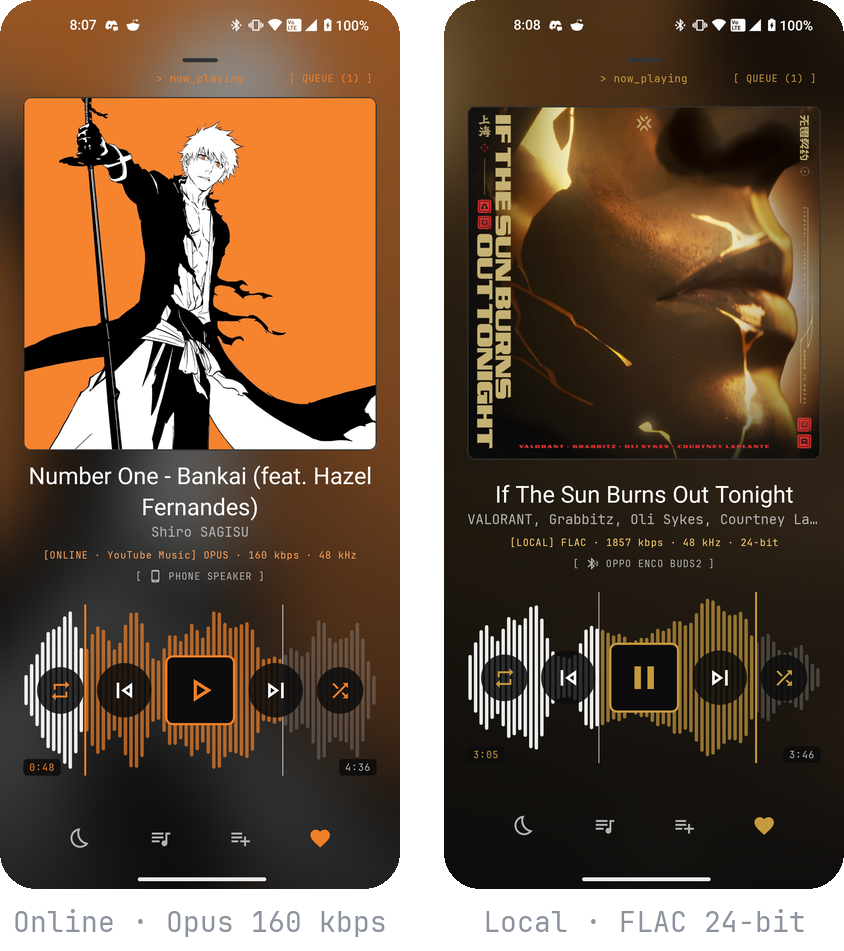 8:07
Vo LTE
100%
> now_playing
[ QUEUE (1) ]
Number One - Bankai (feat. Hazel
Fernandes)
Shiro SAGISU
[ONLINE · YouTube Music] OPUS · 160 kbps · 48 kHz
[ PHONE SPEAKER ]
0:48
4:36
Online · Opus 160 kbps
8:08
Vo LTE
100%
> now_playing
[ QUEUE (1) ]
上海
IF THE SUN BURNS
OUT TONIGHT
VALORANT · GRABBITZ · OLI SYKES · COURTNEY LAPLANTE
If The Sun Burns Out Tonight
VALORANT, Grabbitz, Oli Sykes, Courtney La…
[LOCAL] FLAC · 1857 kbps · 48 kHz · 24-bit
[ OPPO ENCO BUDS2 ]
3:05
3:46
Local · FLAC 24-bit